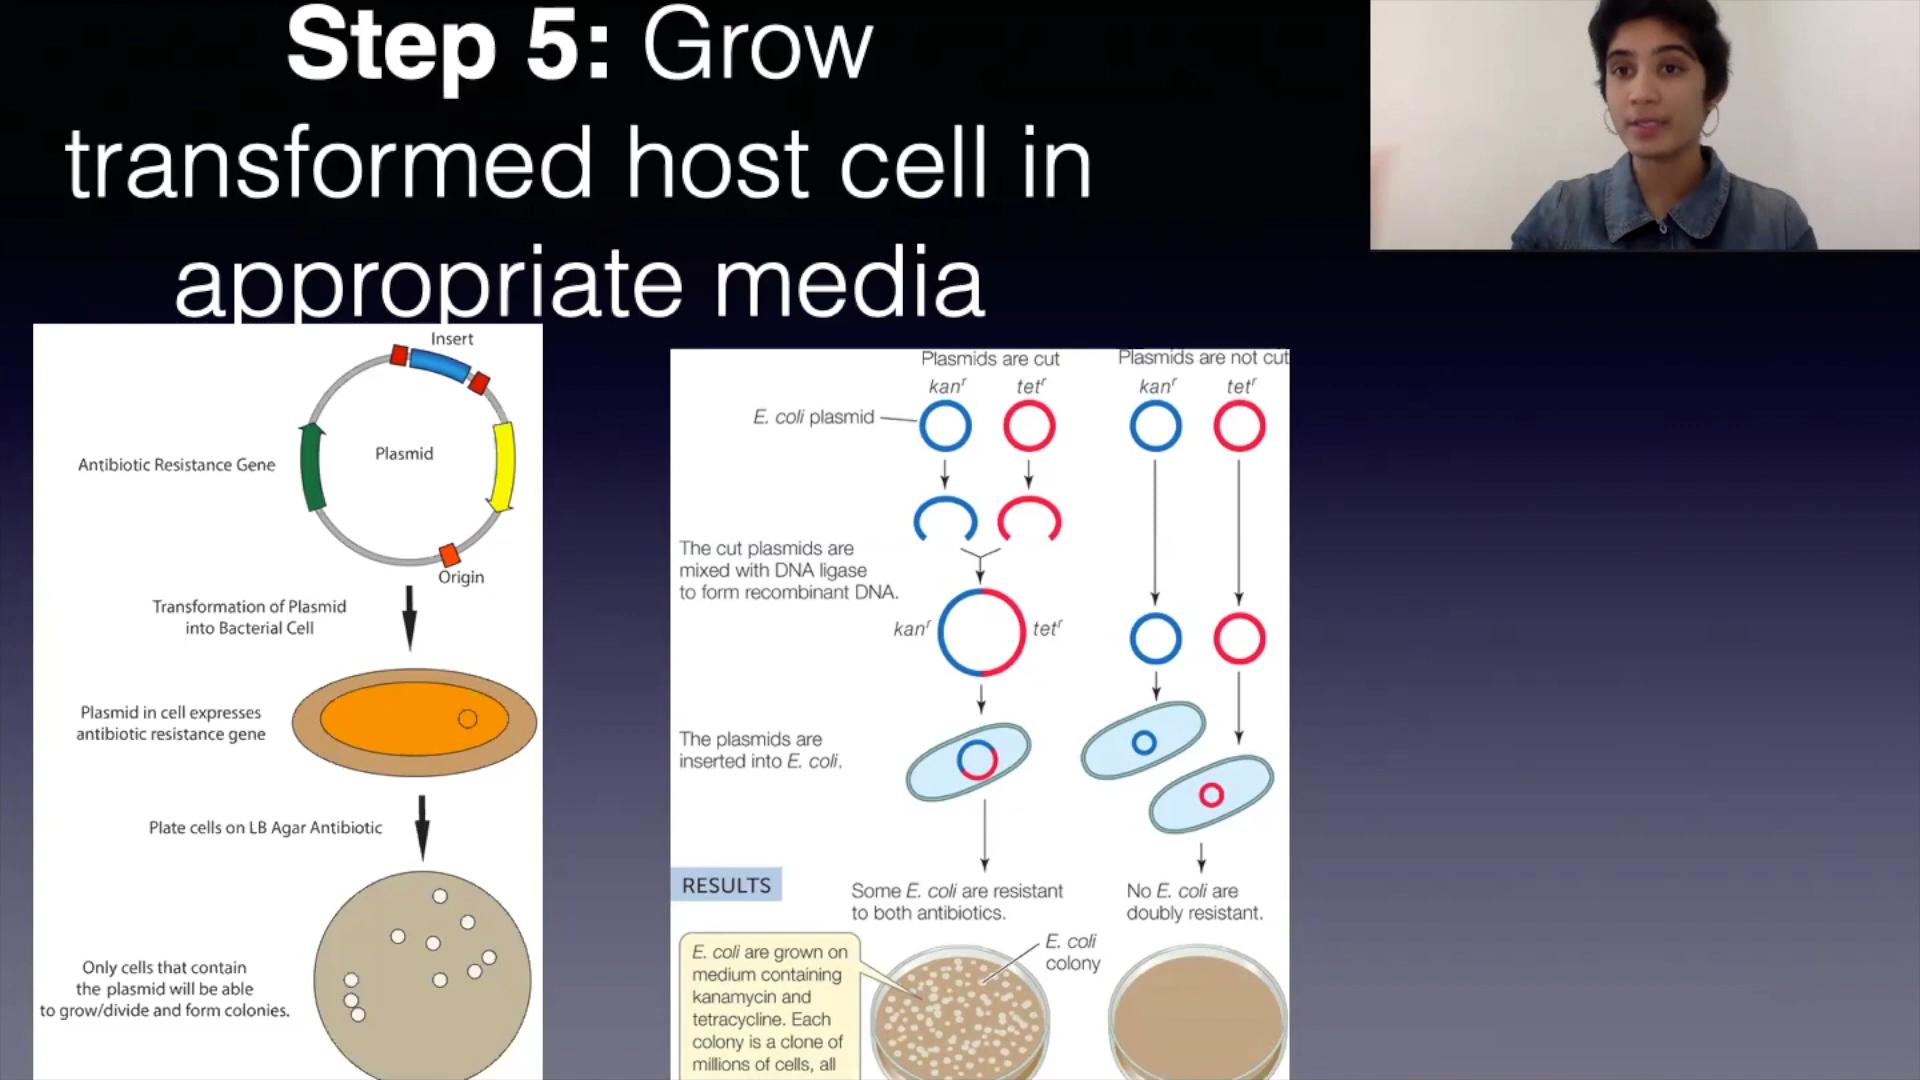 Step 5: Grow
transformed host cell in
appropriate media
Insert
Plasmid
Antibiotic Resistance Gene
Origin
Transformation of Plasmid
into Bacterial Cell
Plasmid in cell expresses
antibiotic resistance gene
Plate cells on LB Agar Antibiotic
Only cells that contain
the plasmid will be able
to grow/divide and form colonies.
Plasmids are cut
Plasmids are not cut
kanʳ
tetʳ
kanʳ
tetʳ
E. coli plasmid
The cut plasmids are
mixed with DNA ligase
to form recombinant DNA.
kanʳ
tetʳ
The plasmids are
inserted into E. coli.
RESULTS
Some E. coli are resistant
to both antibiotics.
No E. coli are
doubly resistant.
E. coli
colony
E. coli are grown on
medium containing
kanamycin and
tetracycline. Each
colony is a clone of
millions of cells, all